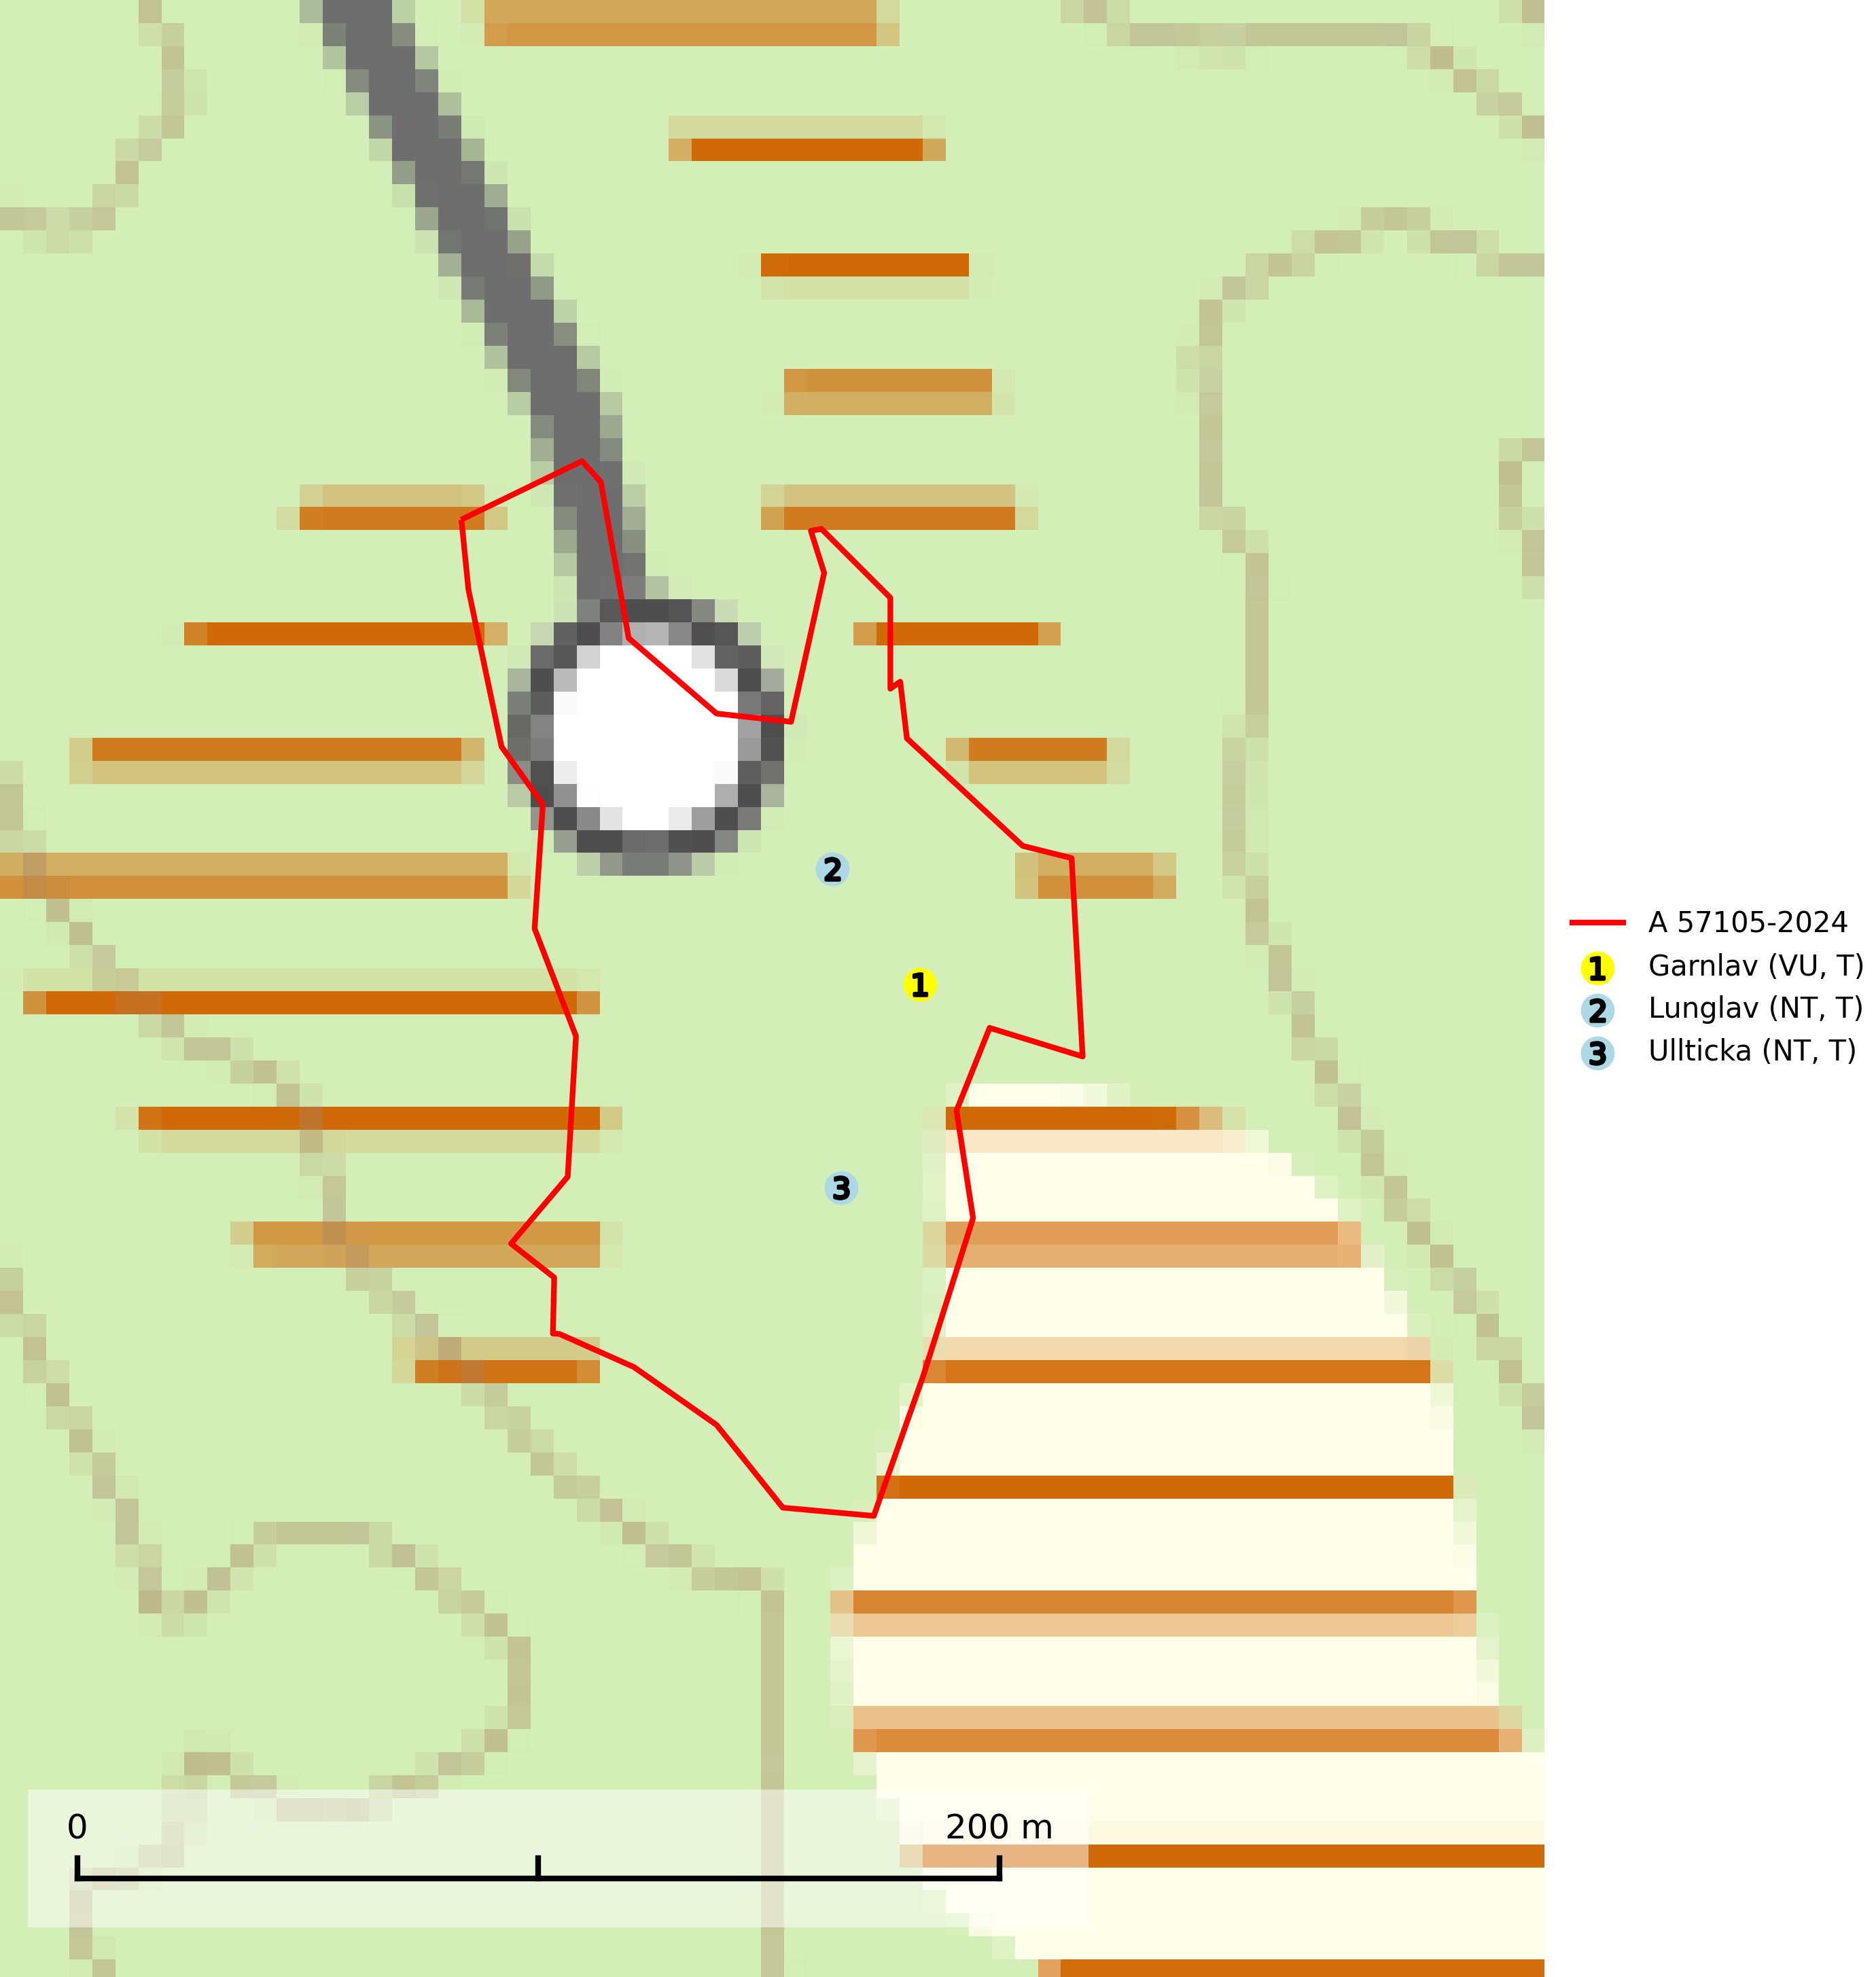 2
1
3
A 57105-2024
1 Garnlav (VU, T)
2 Lunglav (NT, T)
3 Ullticka (NT, T)
0 200 m